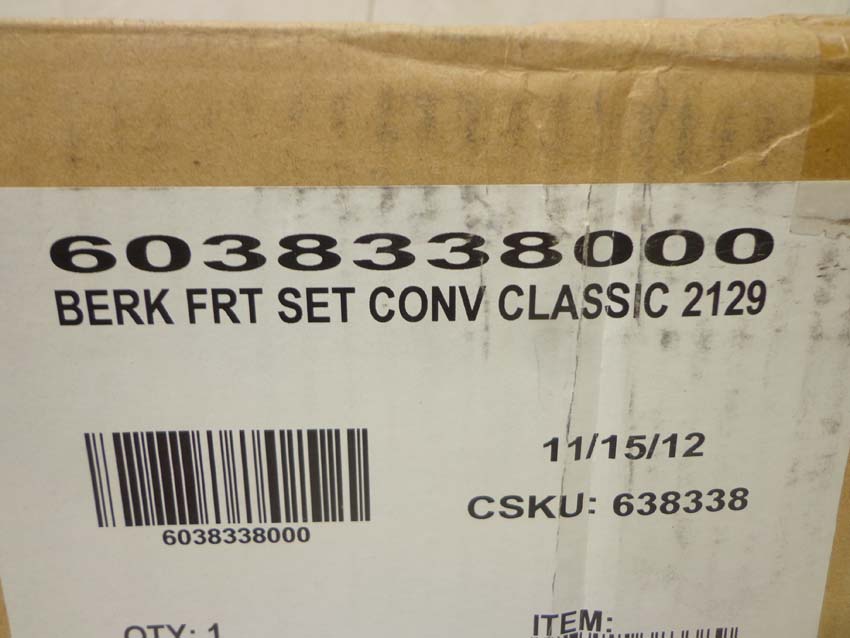 6038338000
BERK FRT SET CONV CLASSIC 2129
11/15/12
CSKU: 638338
6038338000
QTY: 1
ITEM: